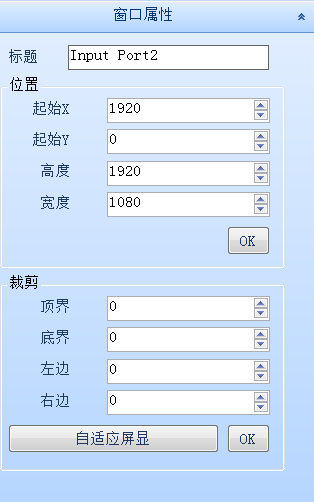 窗口属性
标题 Input Port2
位置
起始X 1920
起始Y 0
高度 1920
宽度 1080
OK
裁剪
顶界 0
底界 0
左边 0
右边 0
自适应屏显 OK